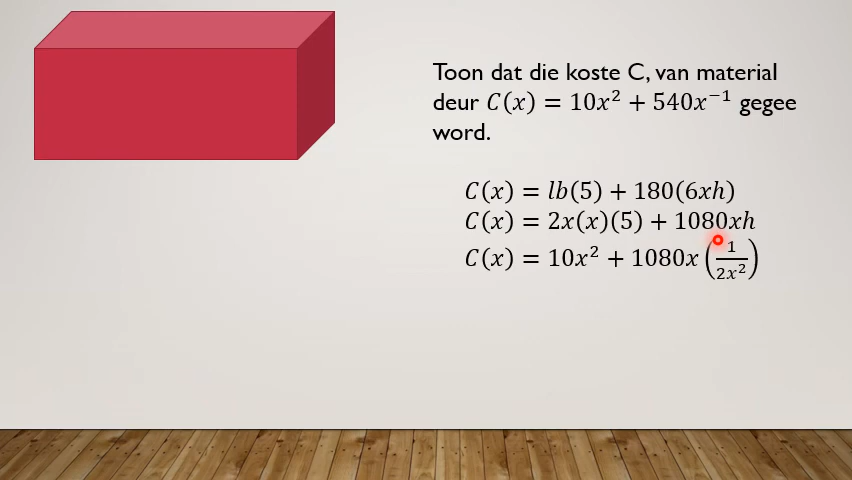 Toon dat die koste C, van material
deur C(x) = 10x² + 540x⁻¹ gegee
word.
C(x) = lb(5) + 180(6xh)
C(x) = 2x(x)(5) + 1080xh
C(x) = 10x² + 1080x(1/2x²)